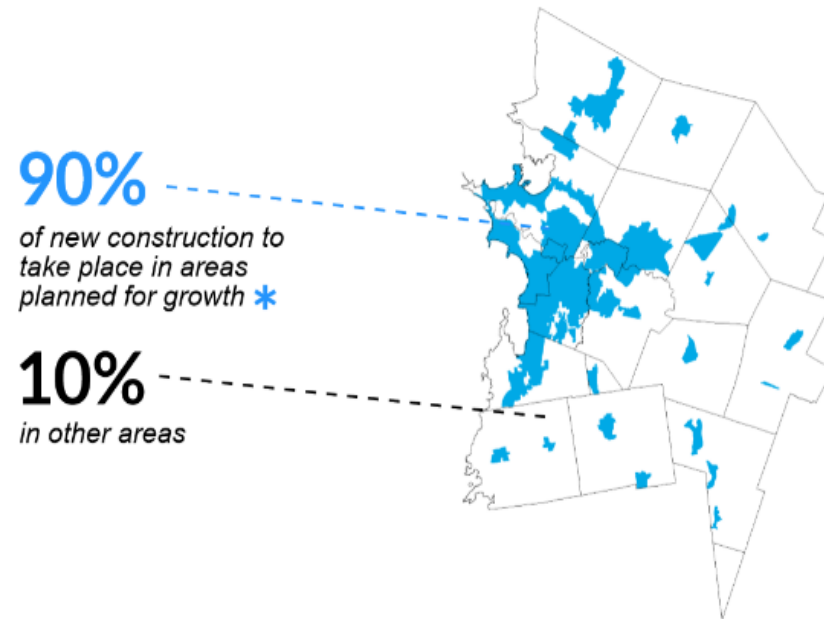 90%
of new construction to
take place in areas
planned for growth *
10%
in other areas